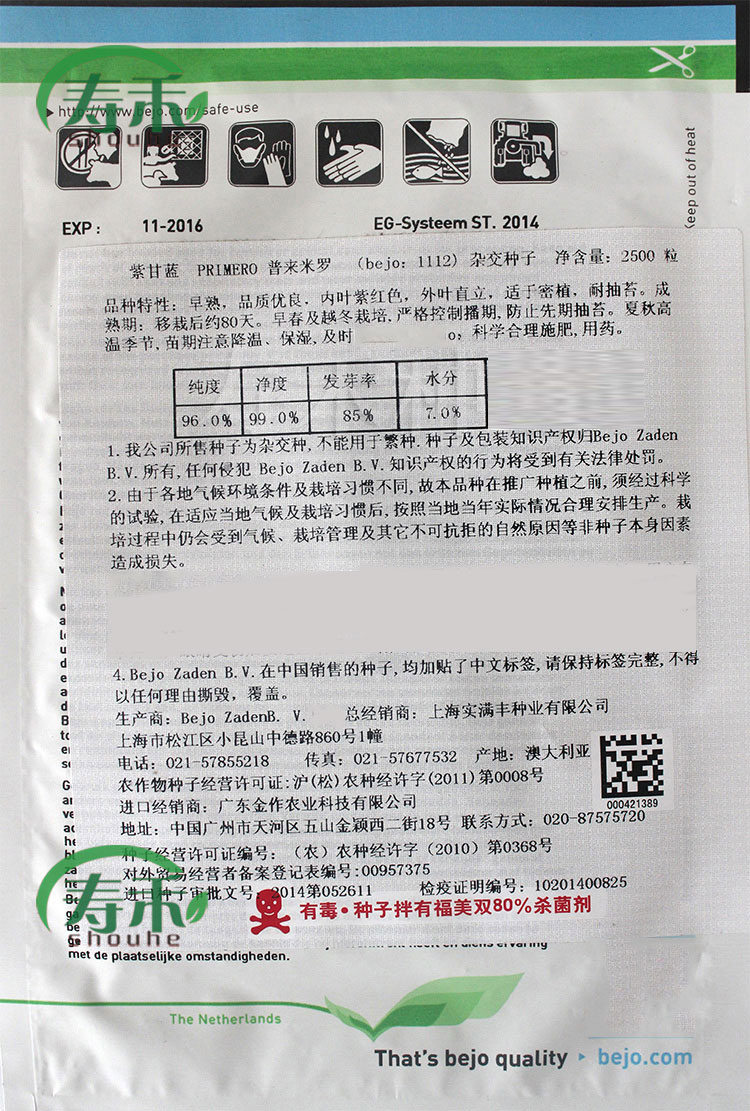 寿禾
shouhe
http://www.bejo.com/safe-use
Keep out of heat
EXP : 11-2016 EG-Systeem ST. 2014
紫甘蓝 PRIMERO 普来米罗 (bejo: 1112) 杂交种子 净含量: 2500 粒
品种特性: 早熟, 品质优良, 内叶紫红色, 外叶直立, 适于密植, 耐抽苔。成
熟期: 移栽后约80天。早春及越冬栽培, 严格控制播期, 防止先期抽苔。夏秋高
温季节, 苗期注意降温、保湿, 及时 o, 科学合理施肥, 用药。
纯度 净度 发芽率 水分
96.0% 99.0% 85% 7.0%
1. 我公司所售种子为杂交种, 不能用于繁种. 种子及包装知识产权归Bejo Zaden
B.V. 所有, 任何侵犯 Bejo Zaden B.V. 知识产权的行为将受到有关法律处罚。
2. 由于各地气候环境条件及栽培习惯不同, 故本品种在推广种植之前, 须经过科学
的试验, 在适应当地气候及栽培习惯后, 按照当地当年实际情况合理安排生产。栽
培过程中仍会受到气候、栽培管理及其它不可抗拒的自然原因等非种子本身因素
造成损失。
4. Bejo Zaden B.V. 在中国销售的种子, 均加贴了中文标签, 请保持标签完整, 不得
以任何理由撕毁, 覆盖。
生产商: Bejo ZadenB. V. 总经销商: 上海实满丰种业有限公司
上海市松江区小昆山中德路860号1幢
电话: 021-57855218 传真: 021-57677532 产地: 澳大利亚
农作物种子经营许可证: 沪(松)农种经许字(2011)第0008号
000421389
进口经销商: 广东金作农业科技有限公司
地址: 中国广州市天河区五山金颖西二街18号 联系方式: 020-87575720
种子经营许可证编号: (农)农种经许字(2010)第0368号
对外贸易经营者备案登记表编号:00957375
进口种子审批文号: 2014第052611 检疫证明编号: 10201400825
寿禾
shouhe
有毒·种子拌有福美双80%杀菌剂
met de plaatselijke omstandigheden.
The Netherlands
That's bejo quality bejo.com